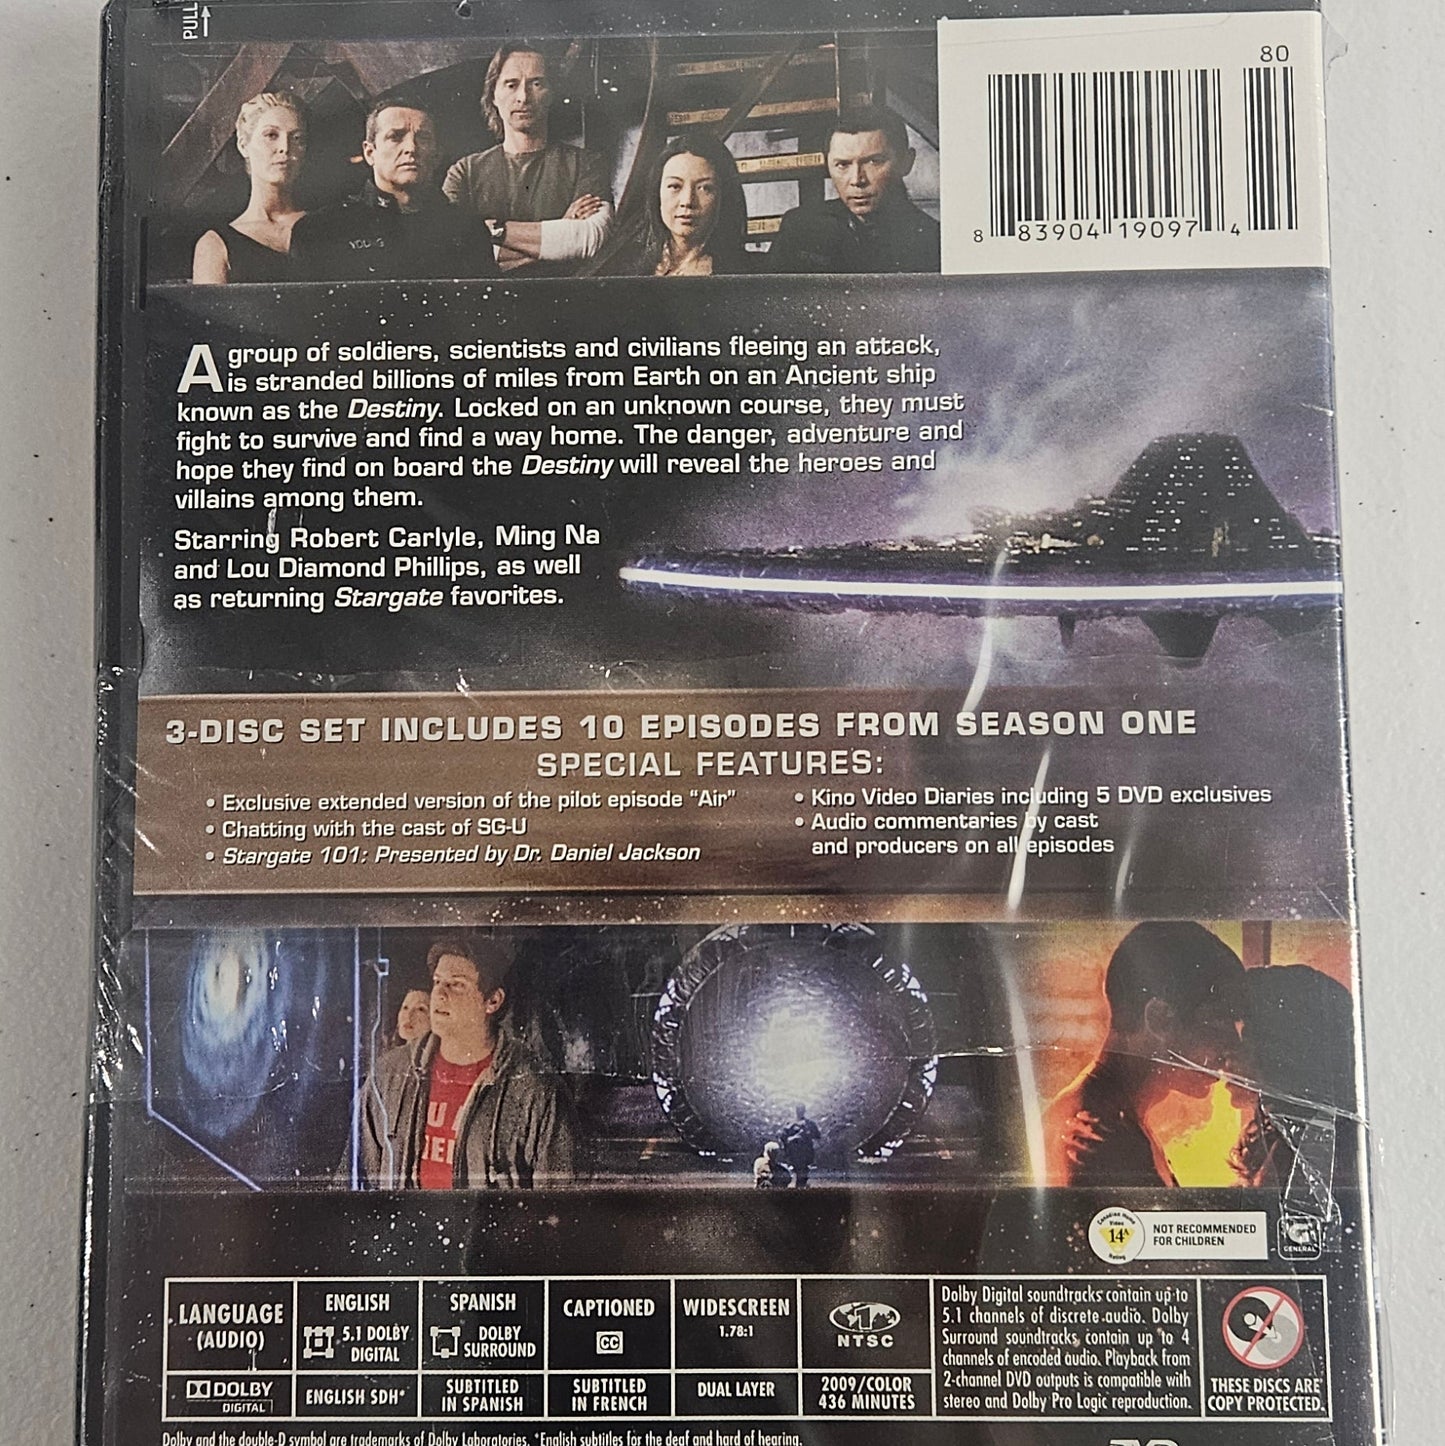 PULL
80
8 83904 19097 4
YOUNG
A group of soldiers, scientists and civilians fleeing an attack,
is stranded billions of miles from Earth on an Ancient ship
known as the Destiny. Locked on an unknown course, they must
fight to survive and find a way home. The danger, adventure and
hope they find on board the Destiny will reveal the heroes and
villains among them.
Starring Robert Carlyle, Ming Na
and Lou Diamond Phillips, as well
as returning Stargate favorites.
3-DISC SET INCLUDES 10 EPISODES FROM SEASON ONE
SPECIAL FEATURES:
• Exclusive extended version of the pilot episode "Air"
• Chatting with the cast of SG-U
• Stargate 101: Presented by Dr. Daniel Jackson
• Kino Video Diaries including 5 DVD exclusives
• Audio commentaries by cast
and producers on all episodes
Canadian Home
Video
14A
Rating
NOT RECOMMENDED
FOR CHILDREN
G
GENERAL
LANGUAGE
(AUDIO)
ENGLISH
5.1 DOLBY
DIGITAL
SPANISH
DOLBY
SURROUND
CAPTIONED
CC
WIDESCREEN
1.78:1
1
NTSC
DOLBY
DIGITAL
ENGLISH SDH*
SUBTITLED
IN SPANISH
SUBTITLED
IN FRENCH
DUAL LAYER
2009/COLOR
436 MINUTES
Dolby Digital soundtracks contain up to
5.1 channels of discrete audio. Dolby
Surround soundtracks contain up to 4
channels of encoded audio. Playback from
2-channel DVD outputs is compatible with
stereo and Dolby Pro Logic reproduction.
THESE DISCS ARE
COPY PROTECTED.
Dolby and the double-D symbol are trademarks of Dolby Laboratories. *English subtitles for the deaf and hard of hearing.